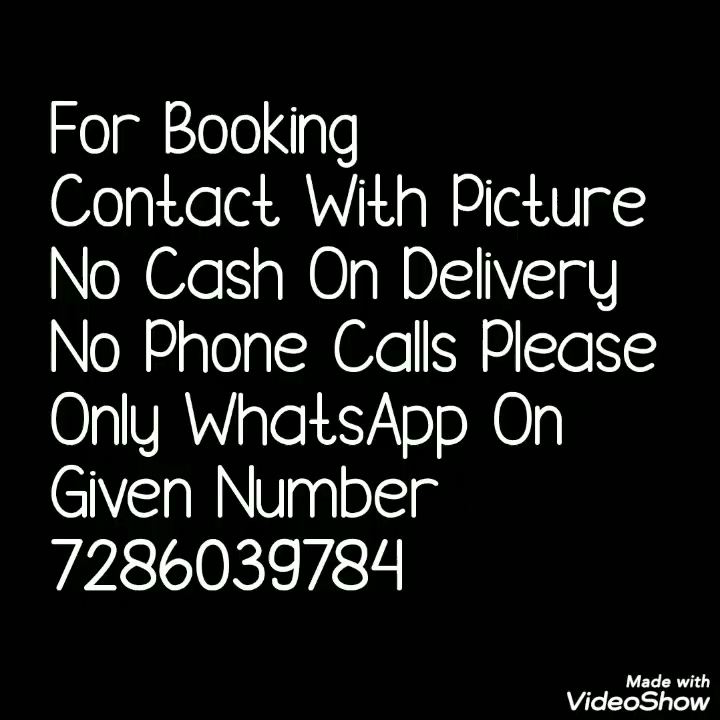 For Booking
Contact With Picture
No Cash On Delivery
No Phone Calls Please
Only WhatsApp On
Given Number
7286039784
Made with
VideoShow